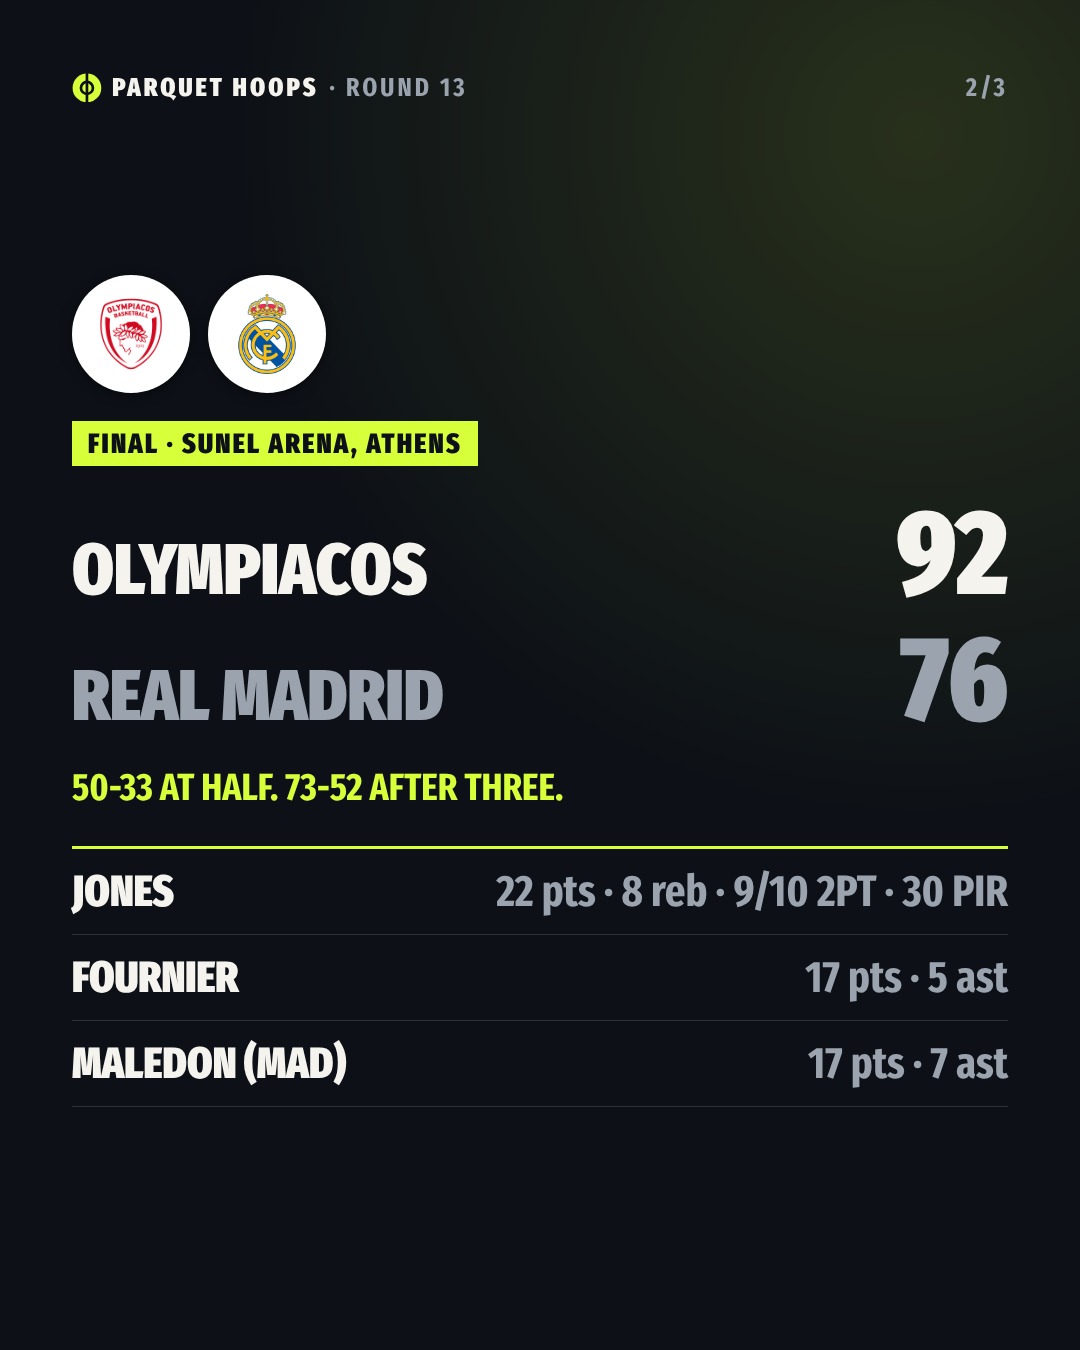 PARQUET HOOPS · ROUND 13
2/3
OLYMPIACOS
BASKETBALL
FINAL · SUNEL ARENA, ATHENS
OLYMPIACOS 92
REAL MADRID 76
50-33 AT HALF. 73-52 AFTER THREE.
JONES 22 pts · 8 reb · 9/10 2PT · 30 PIR
FOURNIER 17 pts · 5 ast
MALEDON (MAD) 17 pts · 7 ast